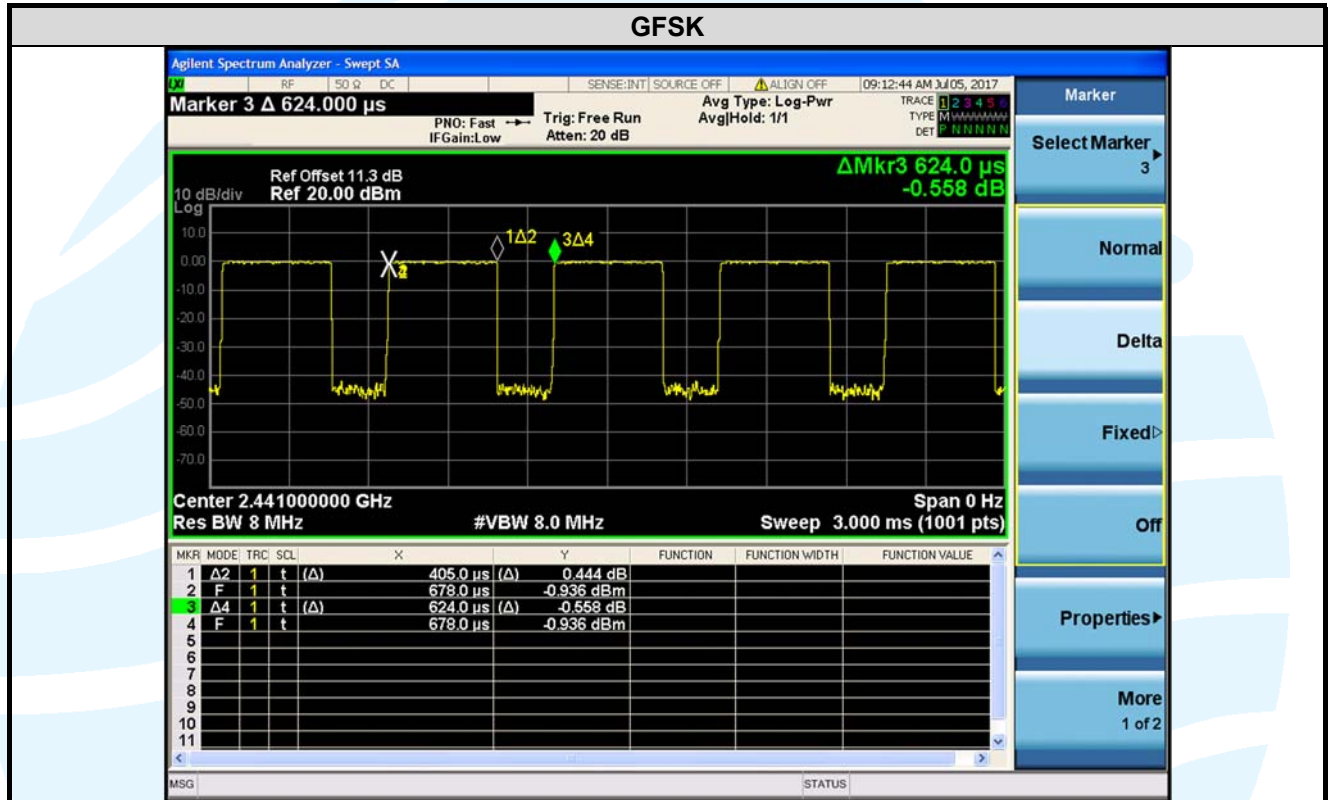 GFSK
Agilent Spectrum Analyzer - Swept SA
LXI RF 50 Ω DC SENSE:INT SOURCE OFF ALIGN OFF 09:12:44 AM Jul 05, 2017
Marker 3 Δ 624.000 µs
PNO: Fast
IFGain:Low
Trig: Free Run
Atten: 20 dB
Avg Type: Log-Pwr
Avg|Hold: 1/1
TRACE 1 2 3 4 5 6
TYPE M WWWWW
DET P N N N N N
Marker
Select Marker
3
Normal
Delta
Fixed
Off
Properties
More
1 of 2
ΔMkr3 624.0 µs
-0.558 dB
Ref Offset 11.3 dB
10 dB/div Ref 20.00 dBm
Log
10.0
0.00
-10.0
-20.0
-30.0
-40.0
-50.0
-60.0
-70.0
1Δ2
3Δ4
Center 2.441000000 GHz Span 0 Hz
Res BW 8 MHz #VBW 8.0 MHz Sweep 3.000 ms (1001 pts)
MKR MODE TRC SCL X Y FUNCTION FUNCTION WIDTH FUNCTION VALUE
1 Δ2 1 t (Δ) 405.0 µs (Δ) 0.444 dB
2 F 1 t 678.0 µs -0.936 dBm
3 Δ4 1 t (Δ) 624.0 µs (Δ) -0.558 dB
4 F 1 t 678.0 µs -0.936 dBm
5
6
7
8
9
10
11
MSG STATUS